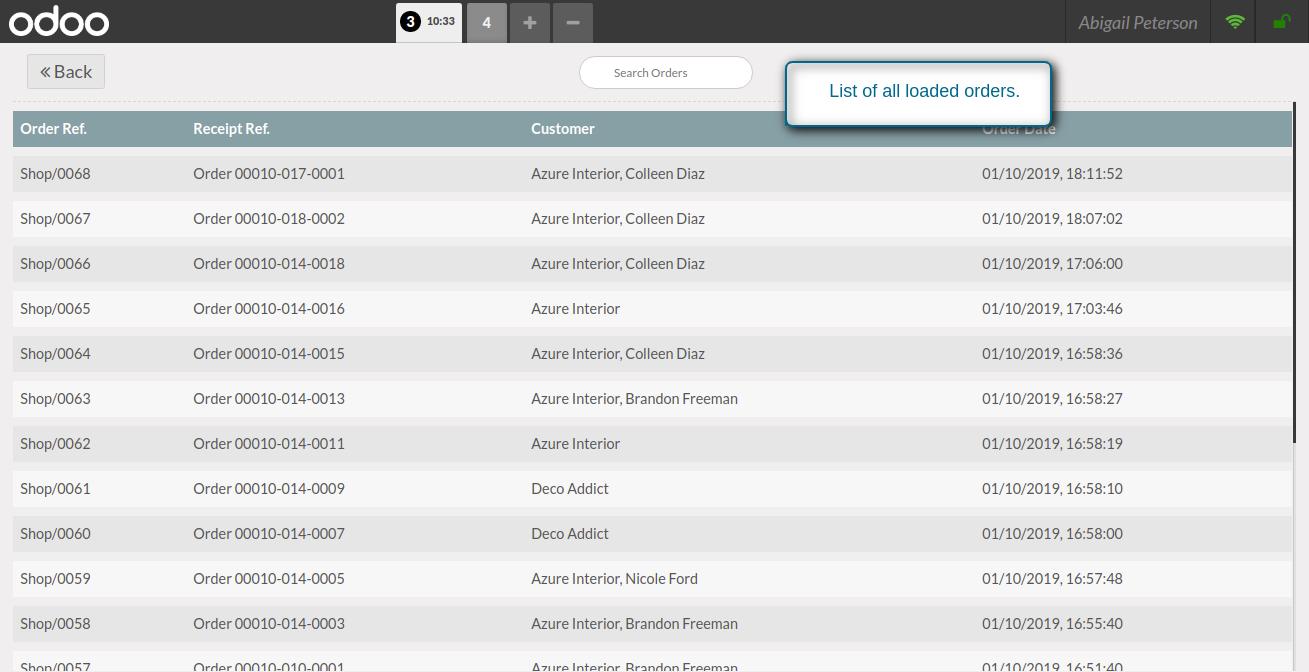 odoo 3 10:33 4 + − Abigail Peterson
« Back Search Orders
List of all loaded orders.
Order Ref. Receipt Ref. Customer Order Date
Shop/0068 Order 00010-017-0001 Azure Interior, Colleen Diaz 01/10/2019, 18:11:52
Shop/0067 Order 00010-018-0002 Azure Interior, Colleen Diaz 01/10/2019, 18:07:02
Shop/0066 Order 00010-014-0018 Azure Interior, Colleen Diaz 01/10/2019, 17:06:00
Shop/0065 Order 00010-014-0016 Azure Interior 01/10/2019, 17:03:46
Shop/0064 Order 00010-014-0015 Azure Interior, Colleen Diaz 01/10/2019, 16:58:36
Shop/0063 Order 00010-014-0013 Azure Interior, Brandon Freeman 01/10/2019, 16:58:27
Shop/0062 Order 00010-014-0011 Azure Interior 01/10/2019, 16:58:19
Shop/0061 Order 00010-014-0009 Deco Addict 01/10/2019, 16:58:10
Shop/0060 Order 00010-014-0007 Deco Addict 01/10/2019, 16:58:00
Shop/0059 Order 00010-014-0005 Azure Interior, Nicole Ford 01/10/2019, 16:57:48
Shop/0058 Order 00010-014-0003 Azure Interior, Brandon Freeman 01/10/2019, 16:55:40
Shop/0057 Order 00010-010-0001 Azure Interior, Brandon Freeman 01/10/2019, 16:51:40